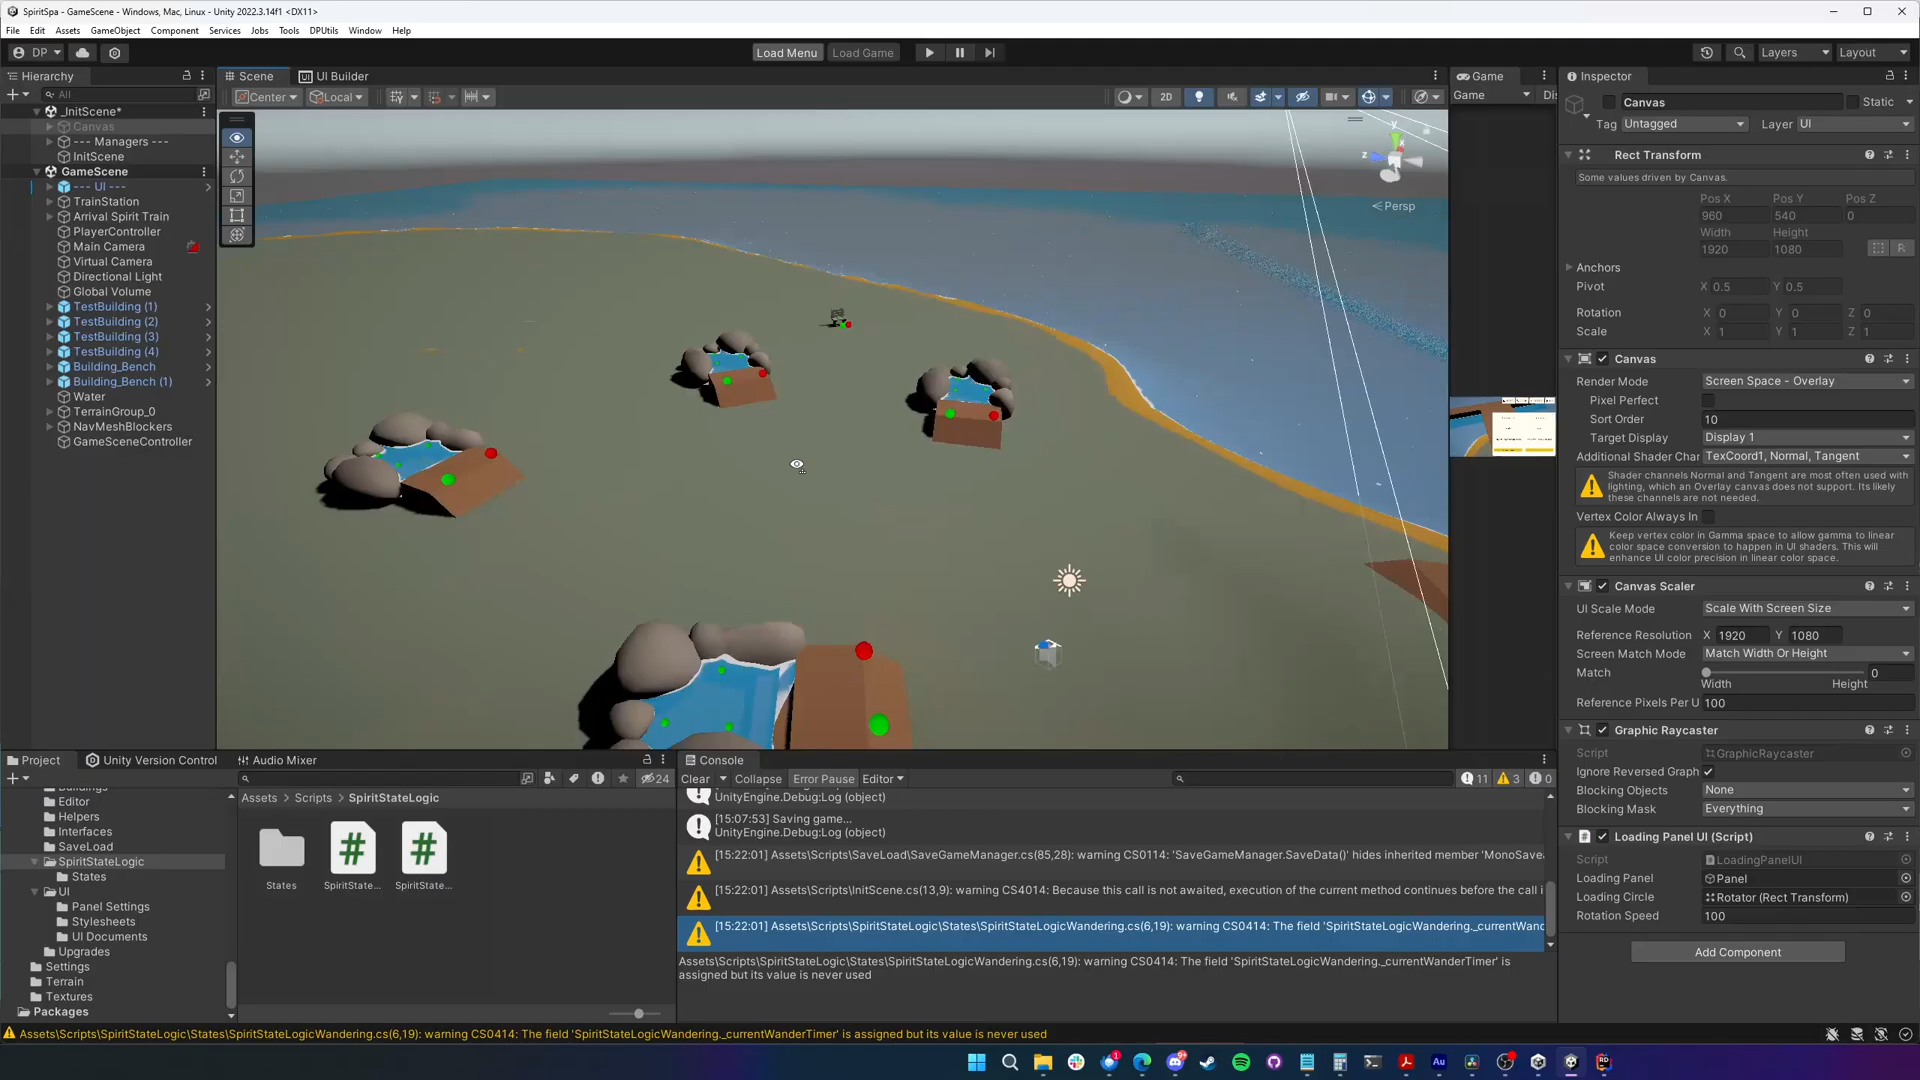 SpiritSpa - GameScene - Windows, Mac, Linux - Unity 2022.3.14f1 <DX11>
File Edit Assets GameObject Component Services Jobs Tools DPUtils Window Help
DP
Load Menu Load Game
Layers Layout
Hierarchy
All
_InitScene*
Canvas
--- Managers ---
InitScene
GameScene
--- UI ---
TrainStation
Arrival Spirit Train
PlayerController
Main Camera
Virtual Camera
Directional Light
Global Volume
TestBuilding (1)
TestBuilding (2)
TestBuilding (3)
TestBuilding (4)
Building_Bench
Building_Bench (1)
Water
TerrainGroup_0
NavMeshBlockers
GameSceneController
Scene UI Builder
Center Local 2D
y
x
z
Persp
Game
Game Di
Inspector
Canvas Static
Tag Untagged Layer UI
Rect Transform
Some values driven by Canvas.
Pos X Pos Y Pos Z
960 540 0
Width Height
1920 1080 R
Anchors
Pivot X 0.5 Y 0.5
Rotation X 0 Y 0 Z 0
Scale X 1 Y 1 Z 1
Canvas
Render Mode Screen Space - Overlay
Pixel Perfect
Sort Order 10
Target Display Display 1
Additional Shader Char TexCoord1, Normal, Tangent
Shader channels Normal and Tangent are most often used with
lighting, which an Overlay canvas does not support. Its likely
these channels are not needed.
Vertex Color Always In
Keep vertex color in Gamma space to allow gamma to linear
color space conversion to happen in UI shaders. This will
enhance UI color precision in linear color space.
Canvas Scaler
UI Scale Mode Scale With Screen Size
Reference Resolution X 1920 Y 1080
Screen Match Mode Match Width Or Height
Match 0
Width Height
Reference Pixels Per U 100
Graphic Raycaster
Script GraphicRaycaster
Ignore Reversed Graph
Blocking Objects None
Blocking Mask Everything
Loading Panel UI (Script)
Script LoadingPanelUI
Loading Panel Panel
Loading Circle Rotator (Rect Transform)
Rotation Speed 100
Add Component
Project Unity Version Control Audio Mixer
24
Buildings
Editor
Helpers
Interfaces
SaveLoad
SpiritStateLogic
States
UI
Panel Settings
Stylesheets
UI Documents
Upgrades
Settings
Terrain
Textures
Packages
Assets > Scripts > SpiritStateLogic
States SpiritState... SpiritState...
Console
Clear Collapse Error Pause Editor 11 3 0
UnityEngine.Debug:Log (object)
[15:07:53] Saving game...
UnityEngine.Debug:Log (object)
[15:22:01] Assets\Scripts\SaveLoad\SaveGameManager.cs(85,28): warning CS0114: 'SaveGameManager.SaveData()' hides inherited member 'MonoSave
[15:22:01] Assets\Scripts\InitScene.cs(13,9): warning CS4014: Because this call is not awaited, execution of the current method continues before the call i
[15:22:01] Assets\Scripts\SpiritStateLogic\States\SpiritStateLogicWandering.cs(6,19): warning CS0414: The field 'SpiritStateLogicWandering._currentWand
Assets\Scripts\SpiritStateLogic\States\SpiritStateLogicWandering.cs(6,19): warning CS0414: The field 'SpiritStateLogicWandering._currentWanderTimer' is
assigned but its value is never used
Assets\Scripts\SpiritStateLogic\States\SpiritStateLogicWandering.cs(6,19): warning CS0414: The field 'SpiritStateLogicWandering._currentWanderTimer' is assigned but its value is never used